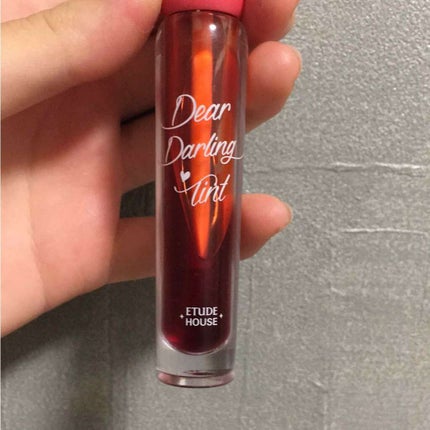 Dear
Darling
Tint
ETUDE
HOUSE